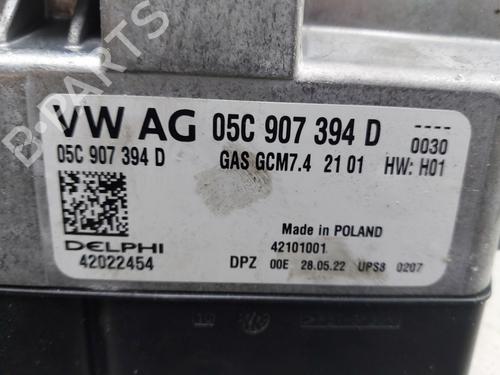 B-PARTS
VW AG 05C 907 394 D
----
0030
05C 907 394 D GAS GCM7.4 21 01 HW: H01
Made in POLAND
42101001
DELPHI
42022454
DPZ 00E 28.05.22 UPS8 0207